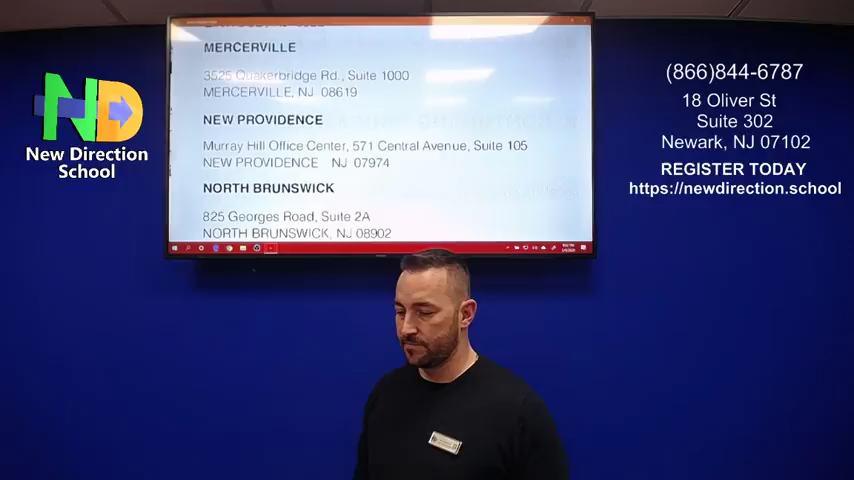 MERCERVILLE
3525 Quakerbridge Rd., Suite 1000
MERCERVILLE, NJ 08619
NEW PROVIDENCE
Murray Hill Office Center, 571 Central Avenue, Suite 105
NEW PROVIDENCE NJ 07974
NORTH BRUNSWICK
825 Georges Road, Suite 2A
NORTH BRUNSWICK, NJ 08902
ND
New Direction
School
(866)844-6787
18 Oliver St
Suite 302
Newark, NJ 07102
REGISTER TODAY
https://newdirection.school